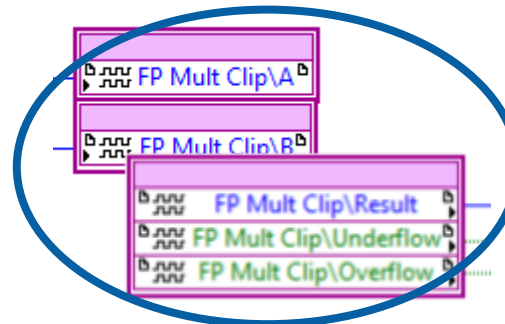 FP Mult Clip\A
FP Mult Clip\B
FP Mult Clip\Result
FP Mult Clip\Underflow
FP Mult Clip\Overflow